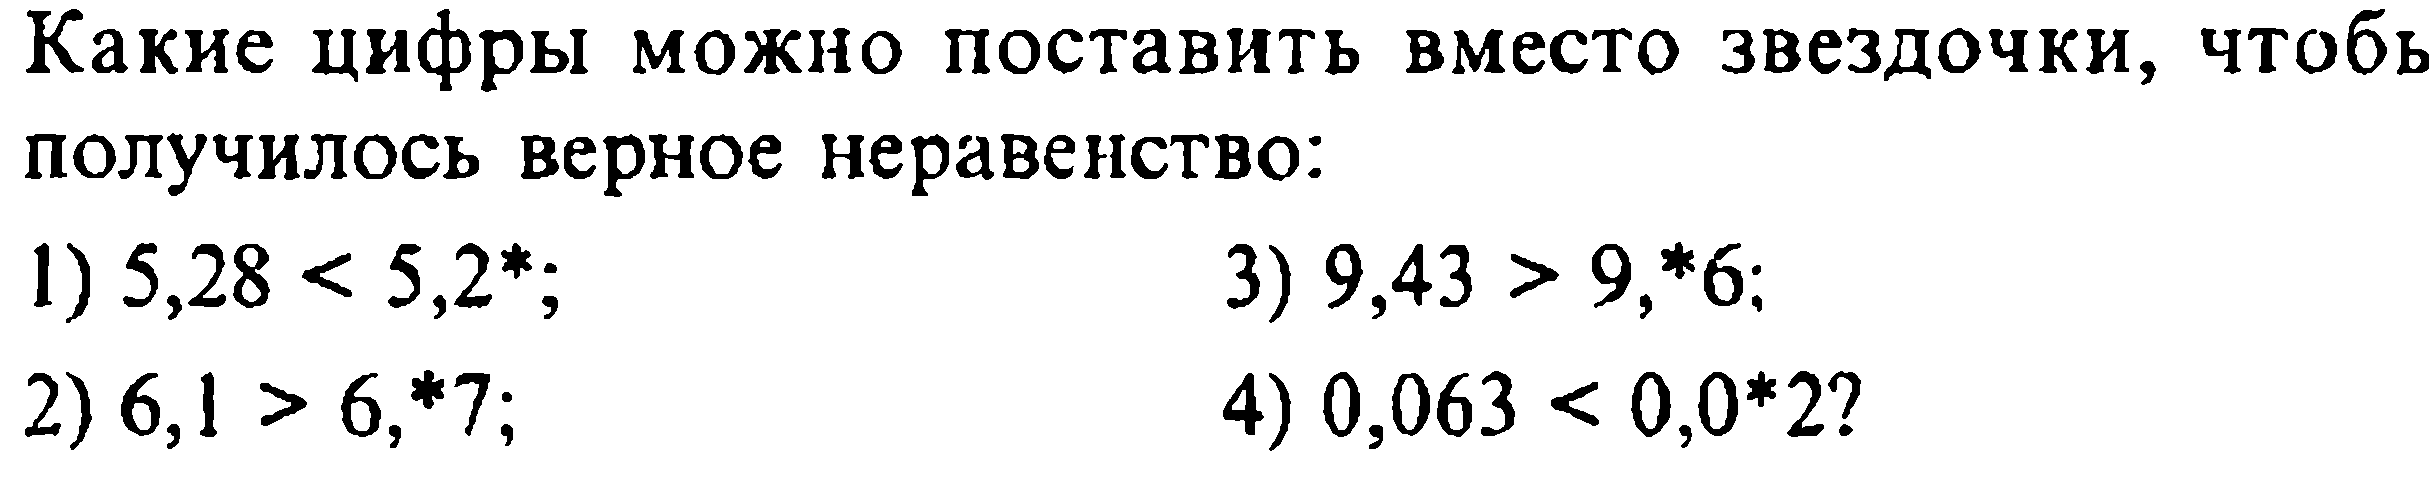 Какие цифры можно поставить вместо звездочки, чтобы
получилось верное неравенство:
1) 5,28 < 5,2*;
3) 9,43 > 9,*6;
2) 6,1 > 6,*7;
4) 0,063 < 0,0*2?